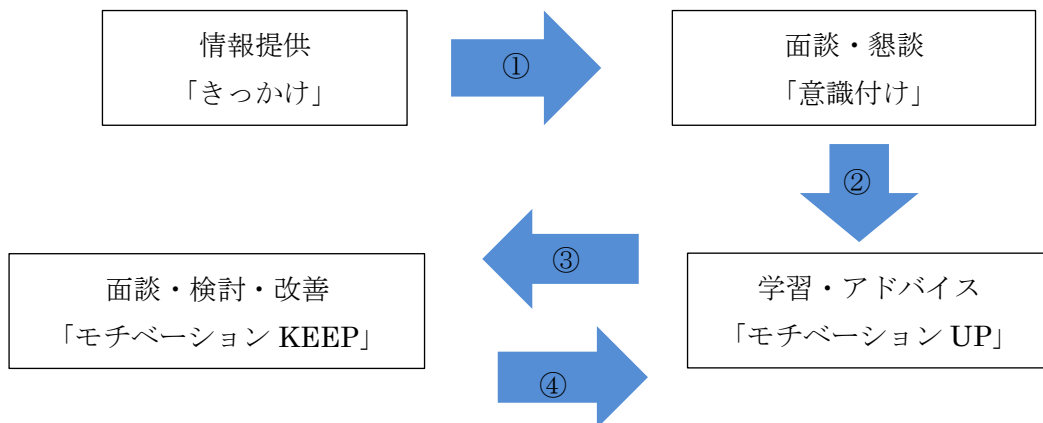 情報提供
「きっかけ」
①
面談・懇談
「意識付け」
②
学習・アドバイス
「モチベーション UP」
③
面談・検討・改善
「モチベーション KEEP」
④